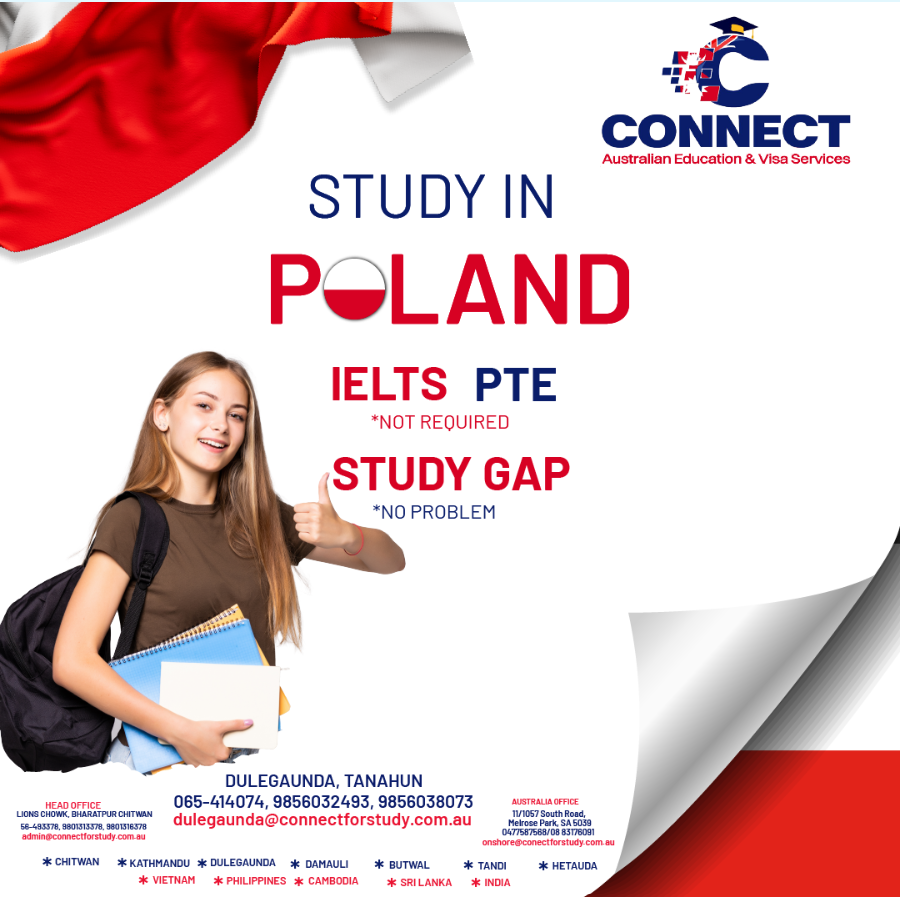 CONNECT
Australian Education & Visa Services
STUDY IN
POLAND
IELTS PTE
*NOT REQUIRED
STUDY GAP
*NO PROBLEM
DULEGAUNDA, TANAHUN
065-414074, 9856032493, 9856038073
dulegaunda@connectforstudy.com.au
HEAD OFFICE
LIONS CHOWK, BHARATPUR CHITWAN
56-493378, 9801313378, 9801316378
admin@connectforstudy.com.au
AUSTRALIA OFFICE
11/1057 South Road,
Melrose Park, SA 5039
0477587568/08 83176091
onshore@conectforstudy.com.au
* CHITWAN * KATHMANDU * DULEGAUNDA * DAMAULI * BUTWAL * TANDI * HETAUDA
* VIETNAM * PHILIPPINES * CAMBODIA * SRI LANKA * INDIA